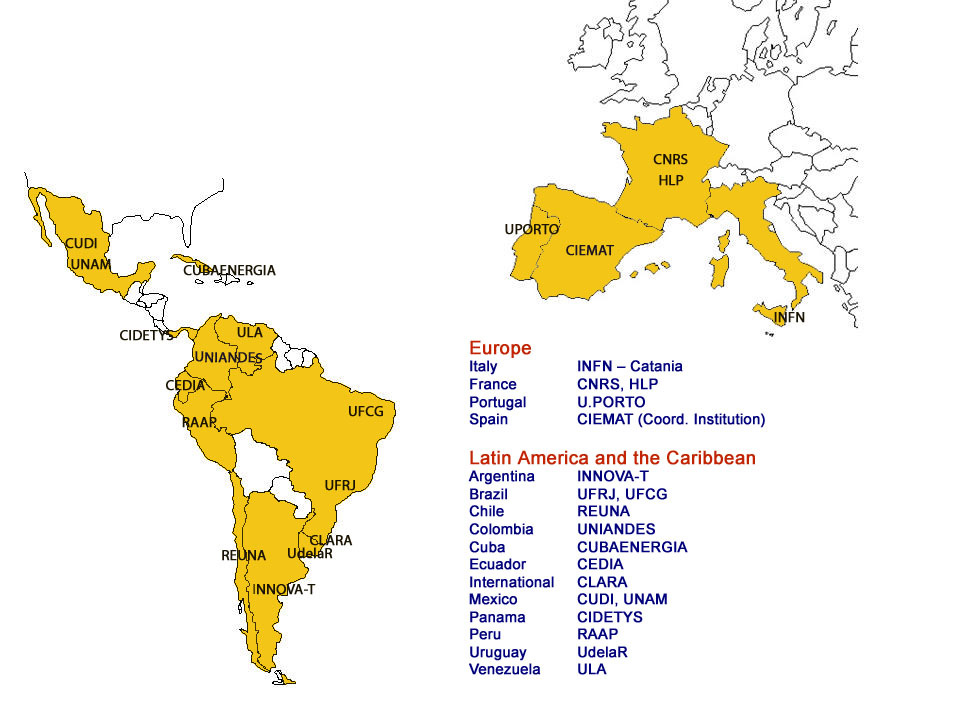 CNRS
HLP
UPORTO
CIEMAT
INFN
CUDI
UNAM
CUBAENERGIA
CIDETYS
ULA
UNIANDES
CEDIA
RAAP
UFCG
UFRJ
CLARA
UdelaR
REUNA
INNOVA-T
Europe
Italy INFN – Catania
France CNRS, HLP
Portugal U.PORTO
Spain CIEMAT (Coord. Institution)
Latin America and the Caribbean
Argentina INNOVA-T
Brazil UFRJ, UFCG
Chile REUNA
Colombia UNIANDES
Cuba CUBAENERGIA
Ecuador CEDIA
International CLARA
Mexico CUDI, UNAM
Panama CIDETYS
Peru RAAP
Uruguay UdelaR
Venezuela ULA